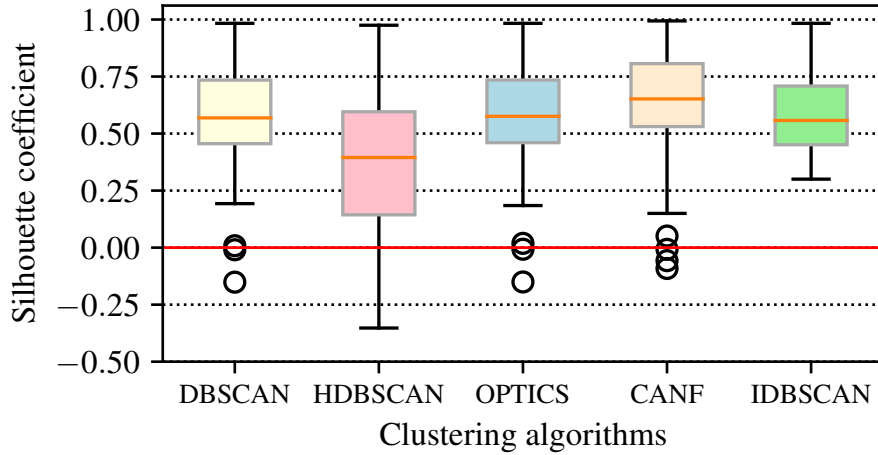 Silhouette coefficient
1.00
0.75
0.50
0.25
0.00
−0.25
−0.50
DBSCAN HDBSCAN OPTICS CANF IDBSCAN
Clustering algorithms